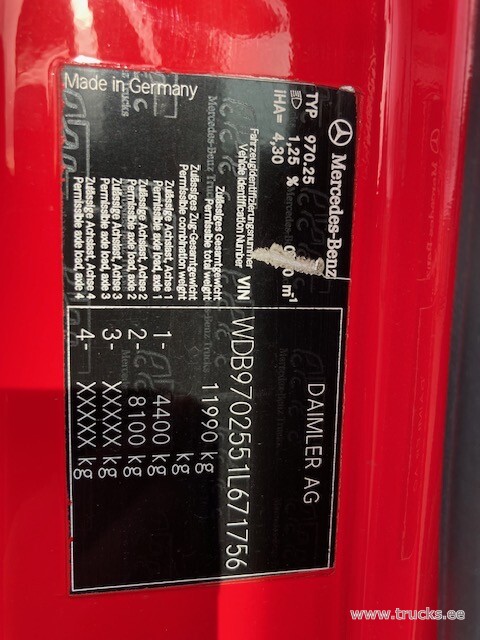 Mercedes-Benz
DAIMLER AG
TYP 970.25
1,25 %
m⁻¹
IHA= 4,30
Fahrzeugidentifizierungsnummer
Vehicle Identification Number
VIN WDB9702551L671756
Zulässiges Gesamtgewicht
Permissible total weight
11990 kg
Zulässiges Zug-Gesamtgewicht
Permissible combination weight
kg
Zulässige Achslast, Achse 1
Permissible axle load, axle 1
1- 4400 kg
Zulässige Achslast, Achse 2
Permissible axle load, axle 2
2- 8100 kg
Zulässige Achslast, Achse 3
Permissible axle load, axle 3
3- XXXXX kg
Zulässige Achslast, Achse 4
Permissible axle load, axle 4
4- XXXXX kg
Made in Germany
www.trucks.ee